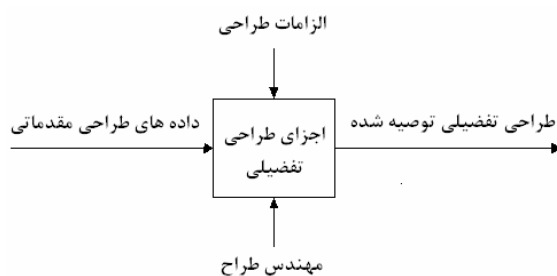 الزامات طراحی
داده های طراحی مقدماتی
اجزای طراحی
تفضیلی
طراحی تفضیلی توصیه شده
مهندس طراح